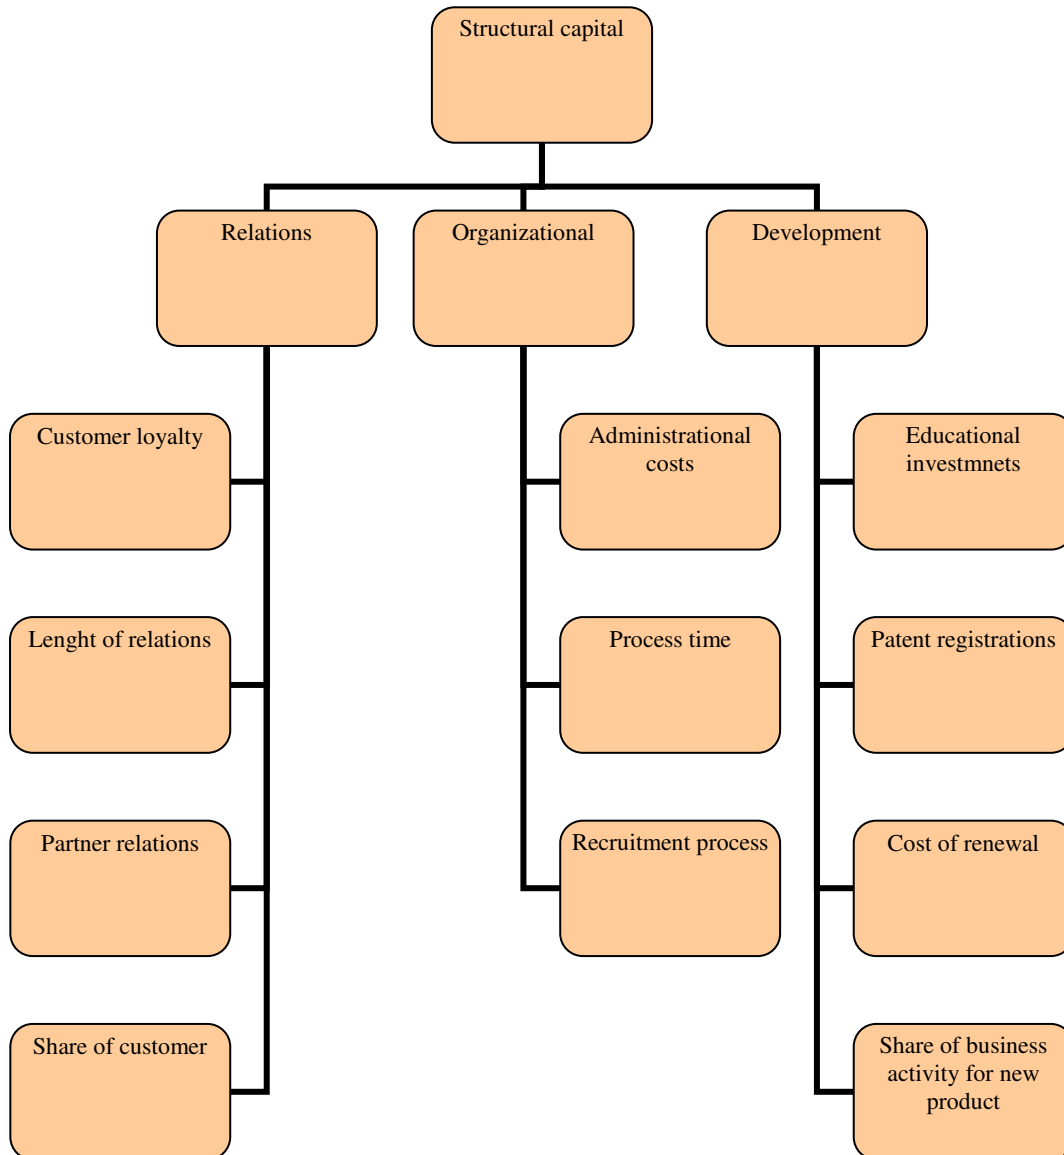 Structural capital
Relations
Organizational
Development
Customer loyalty
Administrational
costs
Educational
investmnets
Lenght of relations
Process time
Patent registrations
Partner relations
Recruitment process
Cost of renewal
Share of customer
Share of business
activity for new
product